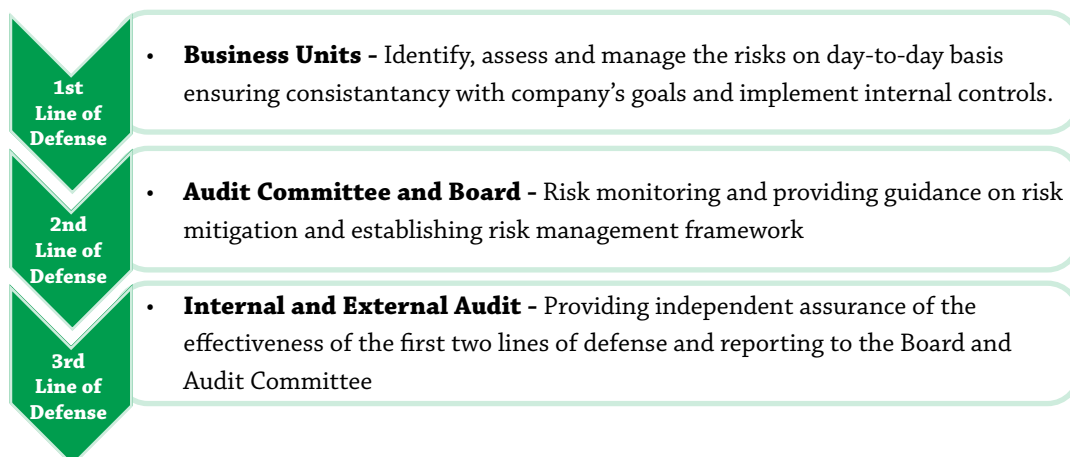 1st
Line of
Defense
• Business Units - Identify, assess and manage the risks on day-to-day basis
ensuring consistantancy with company's goals and implement internal controls.
2nd
Line of
Defense
• Audit Committee and Board - Risk monitoring and providing guidance on risk
mitigation and establishing risk management framework
3rd
Line of
Defense
• Internal and External Audit - Providing independent assurance of the
effectiveness of the first two lines of defense and reporting to the Board and
Audit Committee